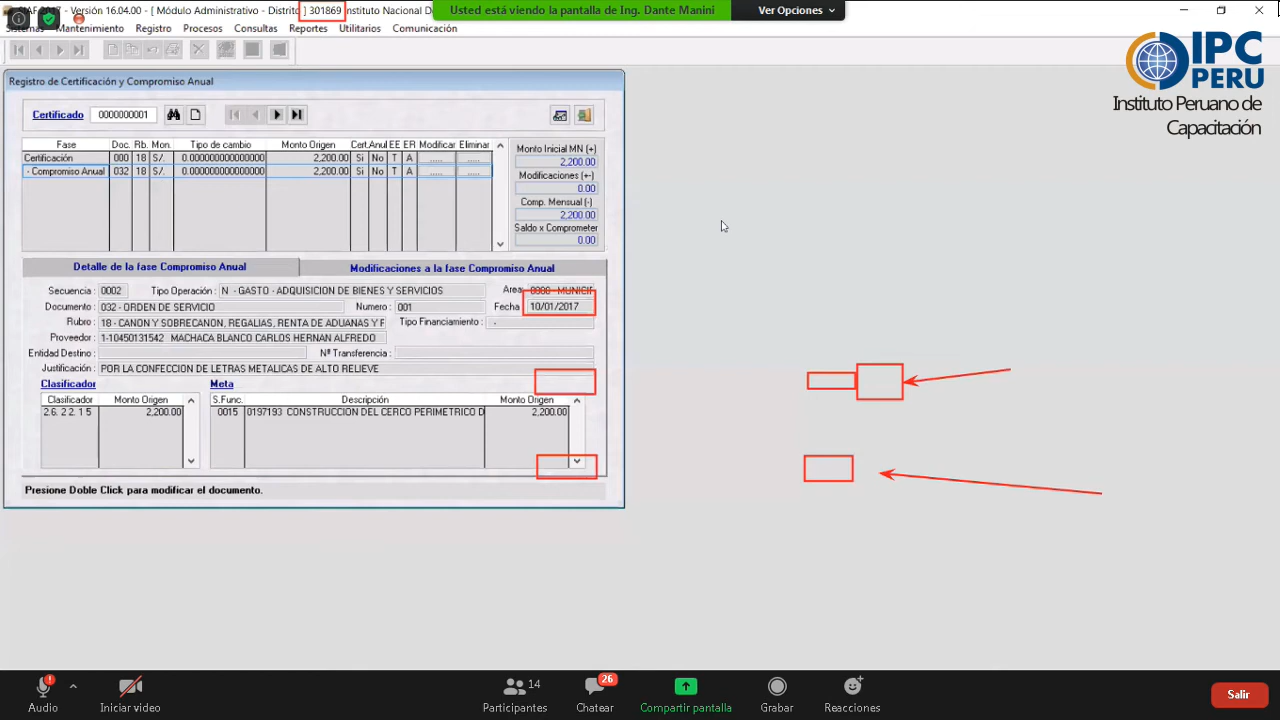 SIAF 2017 - Versión 16.04.00 - [ Módulo Administrativo - Distrito ] 301869 Instituto Nacional
Usted está viendo la pantalla de Ing. Dante Manini
Ver Opciones
Mantenimiento Registro Procesos Consultas Reportes Utilitarios Comunicación
IPC
PERU
Instituto Peruano de
Capacitación
Registro de Certificación y Compromiso Anual
Certificado 0000000001
Fase Doc. Rb. Mon. Tipo de cambio Monto Origen Cert. Anul EE ER Modificar Eliminar
Certificación 000 18 S/. 0.000000000000 2,200.00 Si No T A ..... .....
- Compromiso Anual 032 18 S/. 0.000000000000 2,200.00 Si No T A ..... .....
Monto Inicial MN (+)
2,200.00
Modificaciones (+-)
0.00
Comp. Mensual (-)
2,200.00
Saldo x Comprometer
0.00
Detalle de la fase Compromiso Anual Modificaciones a la fase Compromiso Anual
Secuencia : 0002 Tipo Operación : N - GASTO - ADQUISICION DE BIENES Y SERVICIOS Area: 0000 - MUNICIF
Documento: 032 - ORDEN DE SERVICIO Numero : 001 Fecha 10/01/2017
Rubro : 18 - CANON Y SOBRECANON, REGALIAS, RENTA DE ADUANAS Y F Tipo Financiamiento : -
Proveedor : 1-10450131542 MACHACA BLANCO CARLOS HERNAN ALFREDO
Entidad Destino : Nº Transferencia :
Justificación : POR LA CONFECCION DE LETRAS METALICAS DE ALTO RELIEVE
Clasificador Meta
Clasificador Monto Origen S.Func. Descripción Monto Origen
2.6. 2 2. 1 5 2,200.00 0015 0197193 CONSTRUCCION DEL CERCO PERIMETRICO D 2,200.00
Presione Doble Click para modificar el documento.
14
26
Audio Iniciar video Participantes Chatear Compartir pantalla Grabar Reacciones Salir